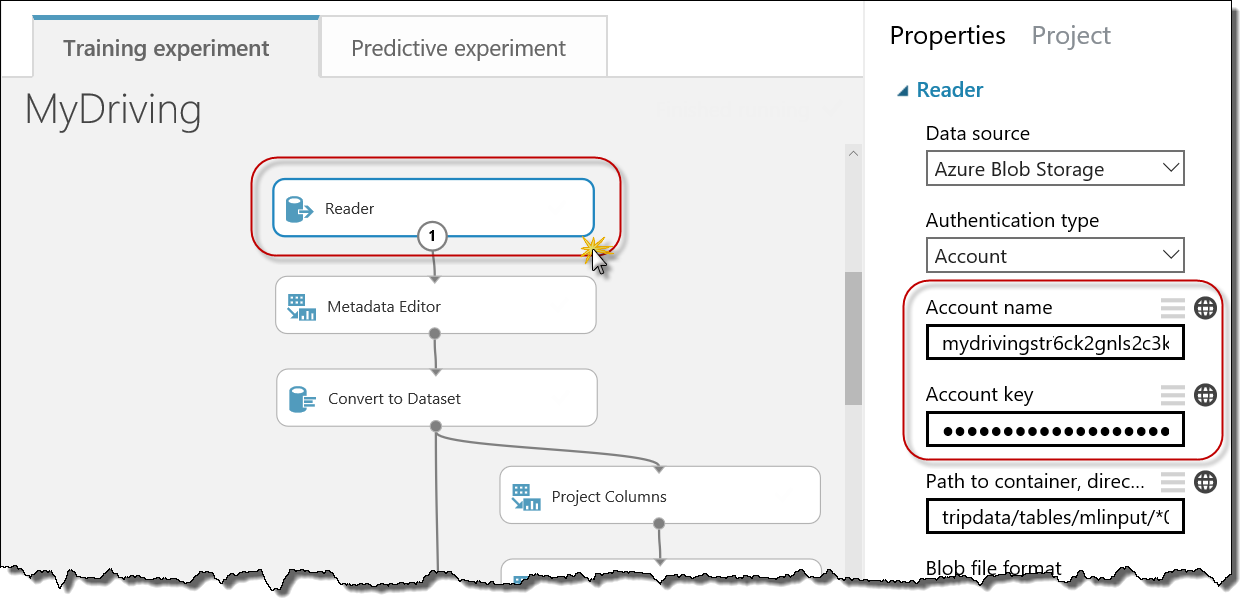 Training experiment
Predictive experiment
MyDriving
Reader
1
Metadata Editor
Convert to Dataset
Project Columns
Properties Project
Reader
Data source
Azure Blob Storage
Authentication type
Account
Account name
mydrivingstr6ck2gnls2c3k
Account key
●●●●●●●●●●●●●●●●●●●
Path to container, direc...
tripdata/tables/mlinput/*0
Blob file format